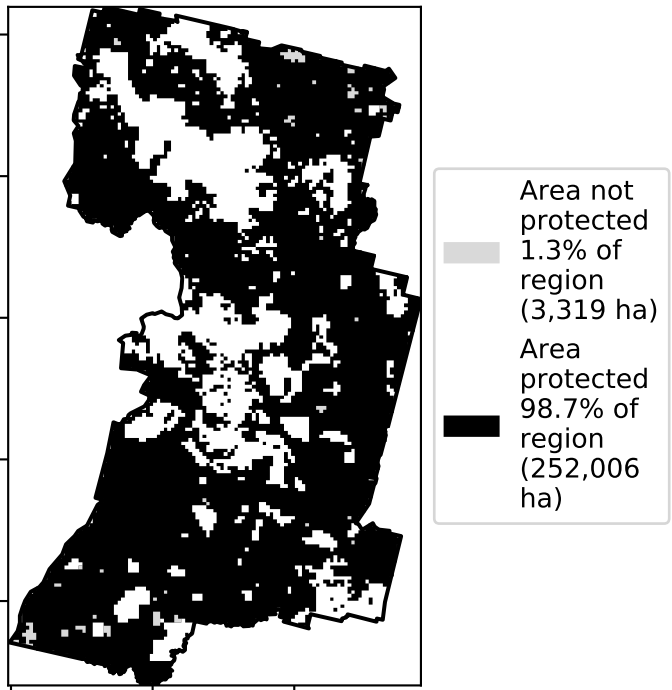 Area not
protected
1.3% of
region
(3,319 ha)
Area
protected
98.7% of
region
(252,006
ha)